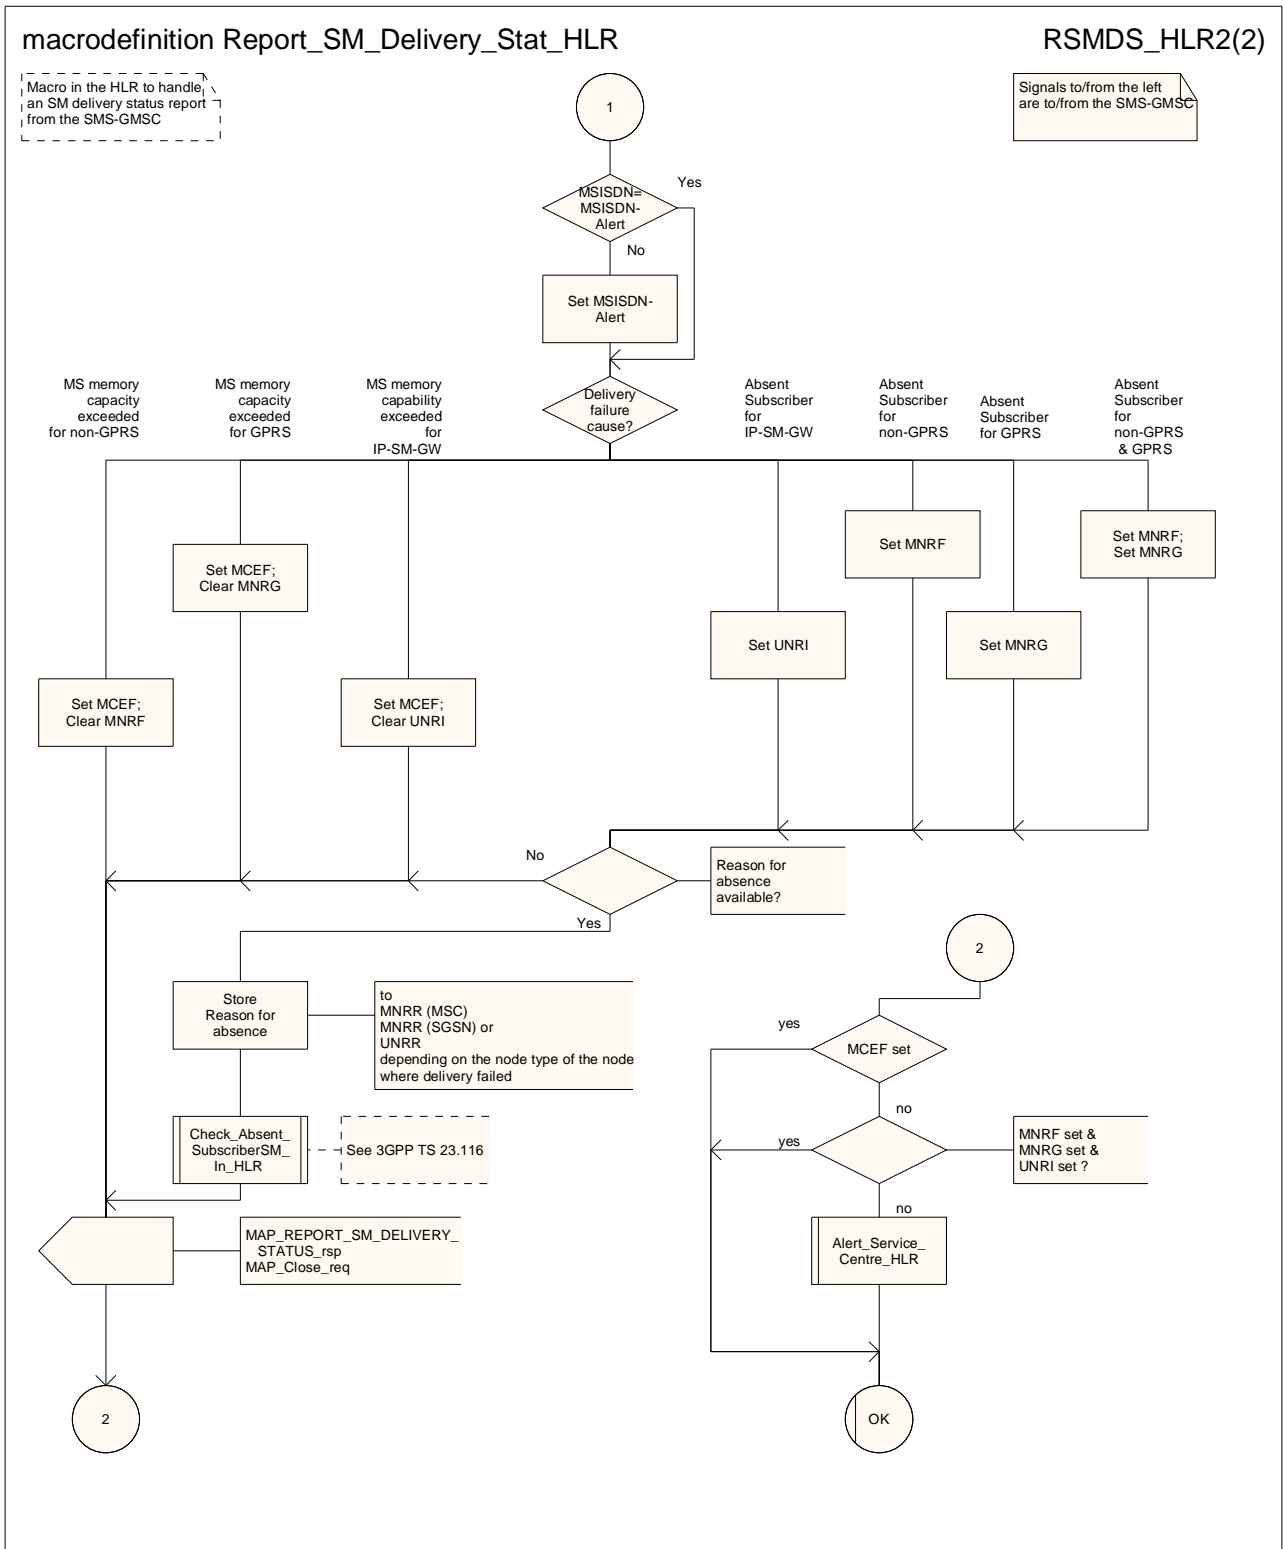 macrodefinition Report_SM_Delivery_Stat_HLR
RSMDS_HLR2(2)
Macro in the HLR to handle
an SM delivery status report
from the SMS-GMSC
1
Signals to/from the left
are to/from the SMS-GMSC
MSISDN=
MSISDN-
Alert
Yes
No
Set MSISDN-
Alert
Delivery
failure
cause?
MS memory
capacity
exceeded
for non-GPRS
MS memory
capacity
exceeded
for GPRS
MS memory
capability
exceeded
for
IP-SM-GW
Absent
Subscriber
for
IP-SM-GW
Absent
Subscriber
for
non-GPRS
Absent
Subscriber
for GPRS
Absent
Subscriber
for
non-GPRS
& GPRS
Set MCEF;
Clear MNRF
Set MCEF;
Clear MNRG
Set MCEF;
Clear UNRI
Set UNRI
Set MNRF
Set MNRG
Set MNRF;
Set MNRG
No
Reason for
absence
available?
Yes
Store
Reason for
absence
to
MNRR (MSC)
MNRR (SGSN) or
UNRR
depending on the node type of the node
where delivery failed
Check_Absent_
SubscriberSM_
In_HLR
See 3GPP TS 23.116
MAP_REPORT_SM_DELIVERY_
STATUS_rsp
MAP_Close_req
2
2
yes
MCEF set
no
yes
MNRF set &
MNRG set &
UNRI set ?
no
Alert_Service_
Centre_HLR
OK